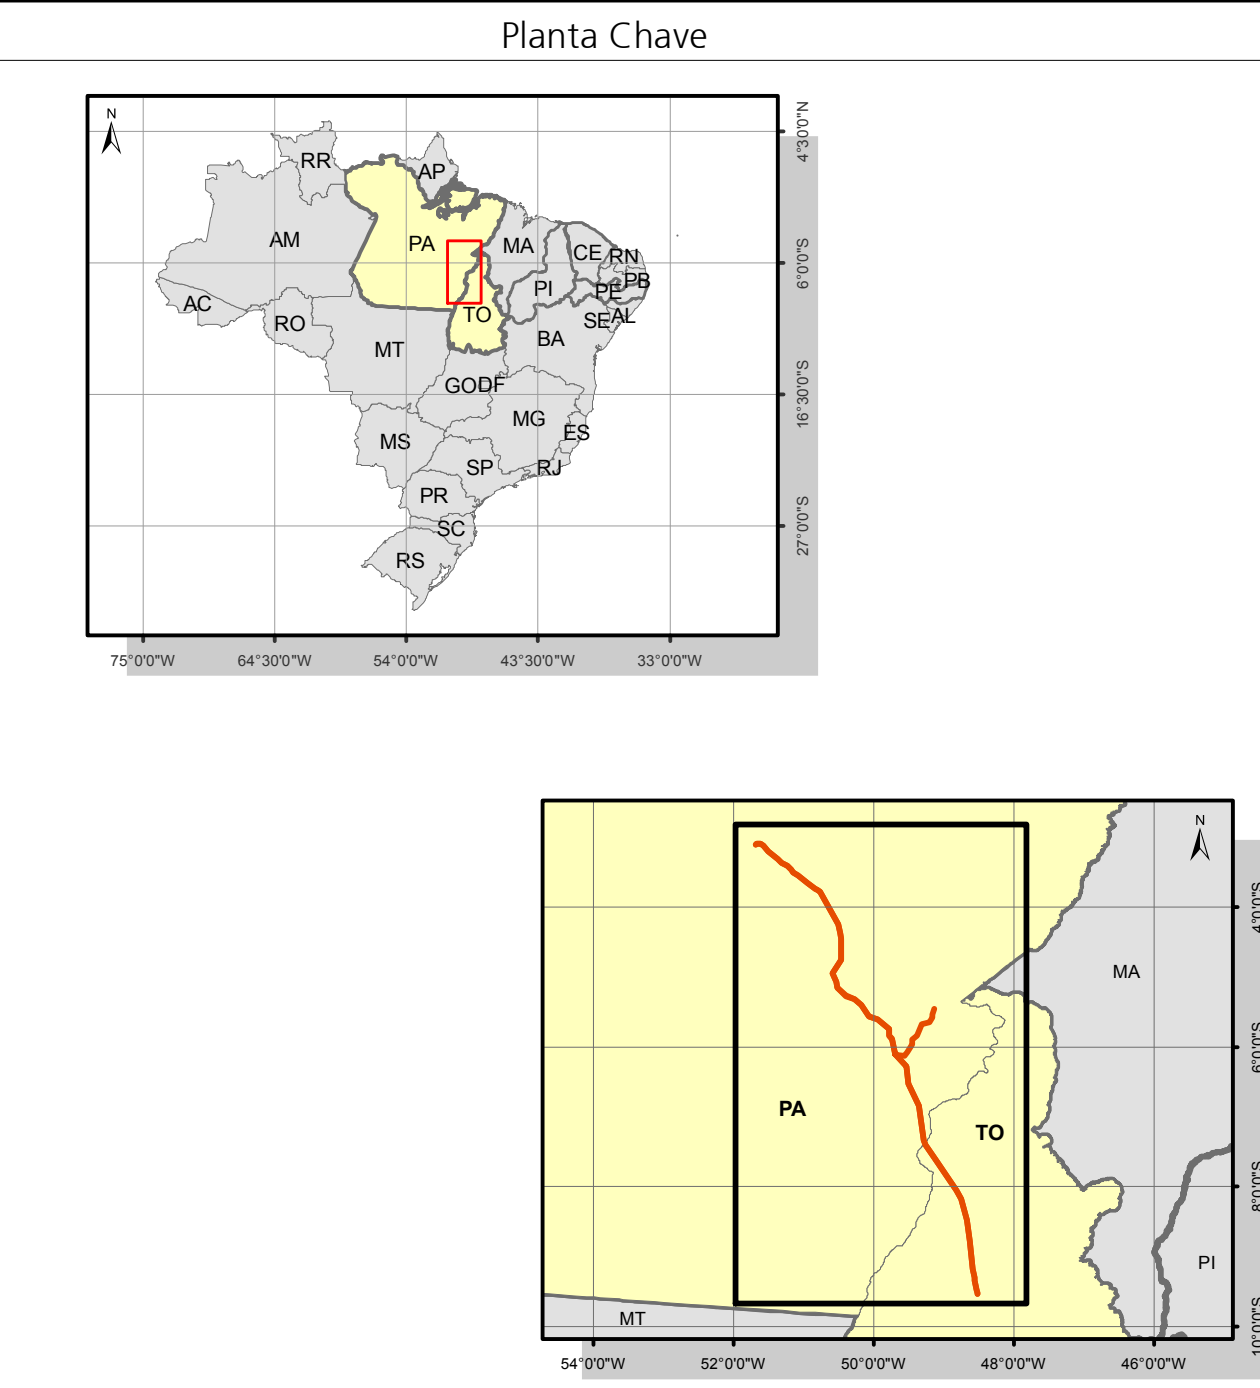 Planta Chave
N
4°30'0"N
RR
AP
AM
PA
MA
CE
RN
6°0'0"S
PB
PI
PE
AC
TO
AL
SE
RO
BA
MT
GO
DF
16°30'0"S
MG
ES
MS
SP
RJ
PR
SC
27°0'0"S
RS
75°0'0"W
64°30'0"W
54°0'0"W
43°30'0"W
33°0'0"W
N
4°0'0"S
MA
6°0'0"S
PA
TO
8°0'0"S
PI
MT
10°0'0"S
54°0'0"W
52°0'0"W
50°0'0"W
48°0'0"W
46°0'0"W